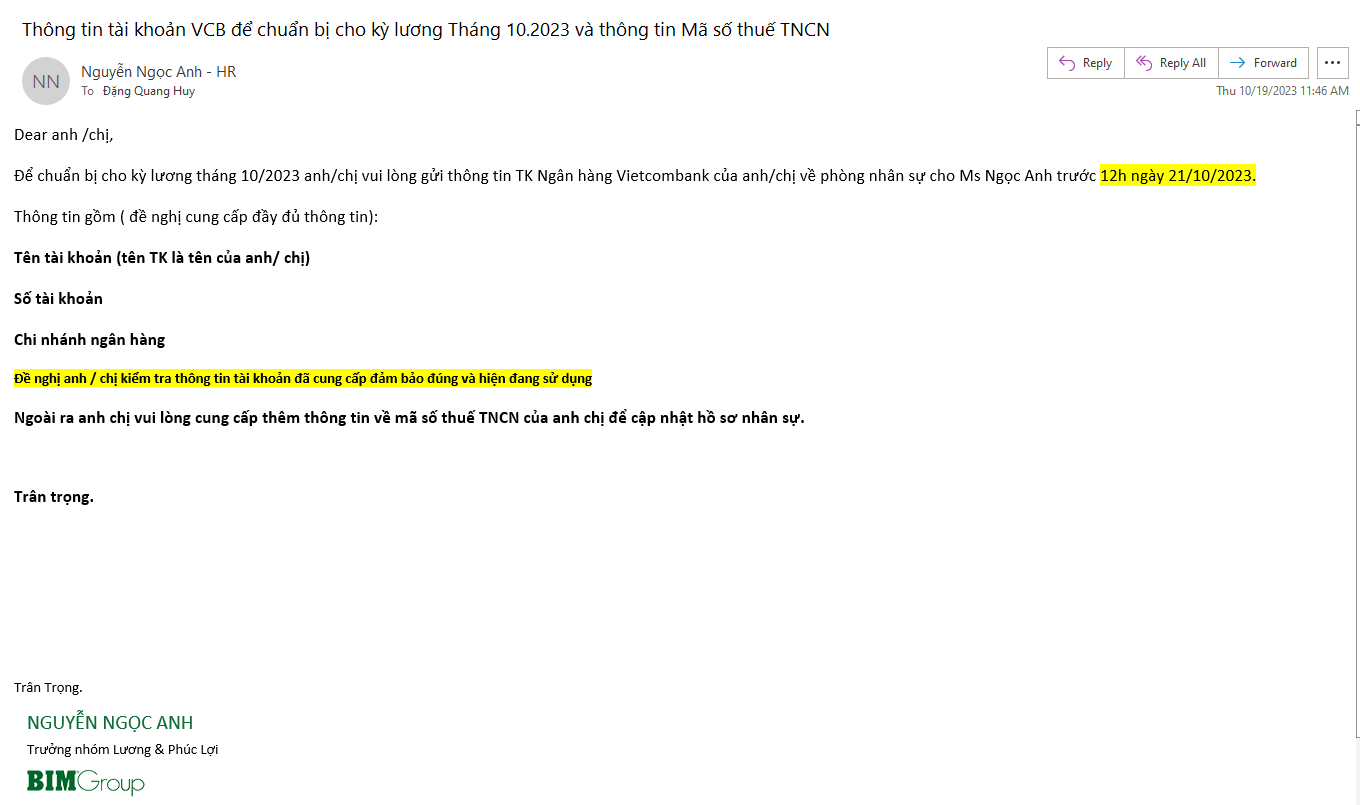 Thông tin tài khoản VCB để chuẩn bị cho kỳ lương Tháng 10.2023 và thông tin Mã số thuế TNCN
NN
Nguyễn Ngọc Anh - HR
To Đặng Quang Huy
Reply
Reply All
Forward
Thu 10/19/2023 11:46 AM
Dear anh /chị,
Để chuẩn bị cho kỳ lương tháng 10/2023 anh/chị vui lòng gửi thông tin TK Ngân hàng Vietcombank của anh/chị về phòng nhân sự cho Ms Ngọc Anh trước 12h ngày 21/10/2023.
Thông tin gồm ( đề nghị cung cấp đầy đủ thông tin):
Tên tài khoản (tên TK là tên của anh/ chị)
Số tài khoản
Chi nhánh ngân hàng
Đề nghị anh / chị kiểm tra thông tin tài khoản đã cung cấp đảm bảo đúng và hiện đang sử dụng
Ngoài ra anh chị vui lòng cung cấp thêm thông tin về mã số thuế TNCN của anh chị để cập nhật hồ sơ nhân sự.
Trân trọng.
Trân Trọng.
NGUYỄN NGỌC ANH
Trưởng nhóm Lương & Phúc Lợi
BIMGroup